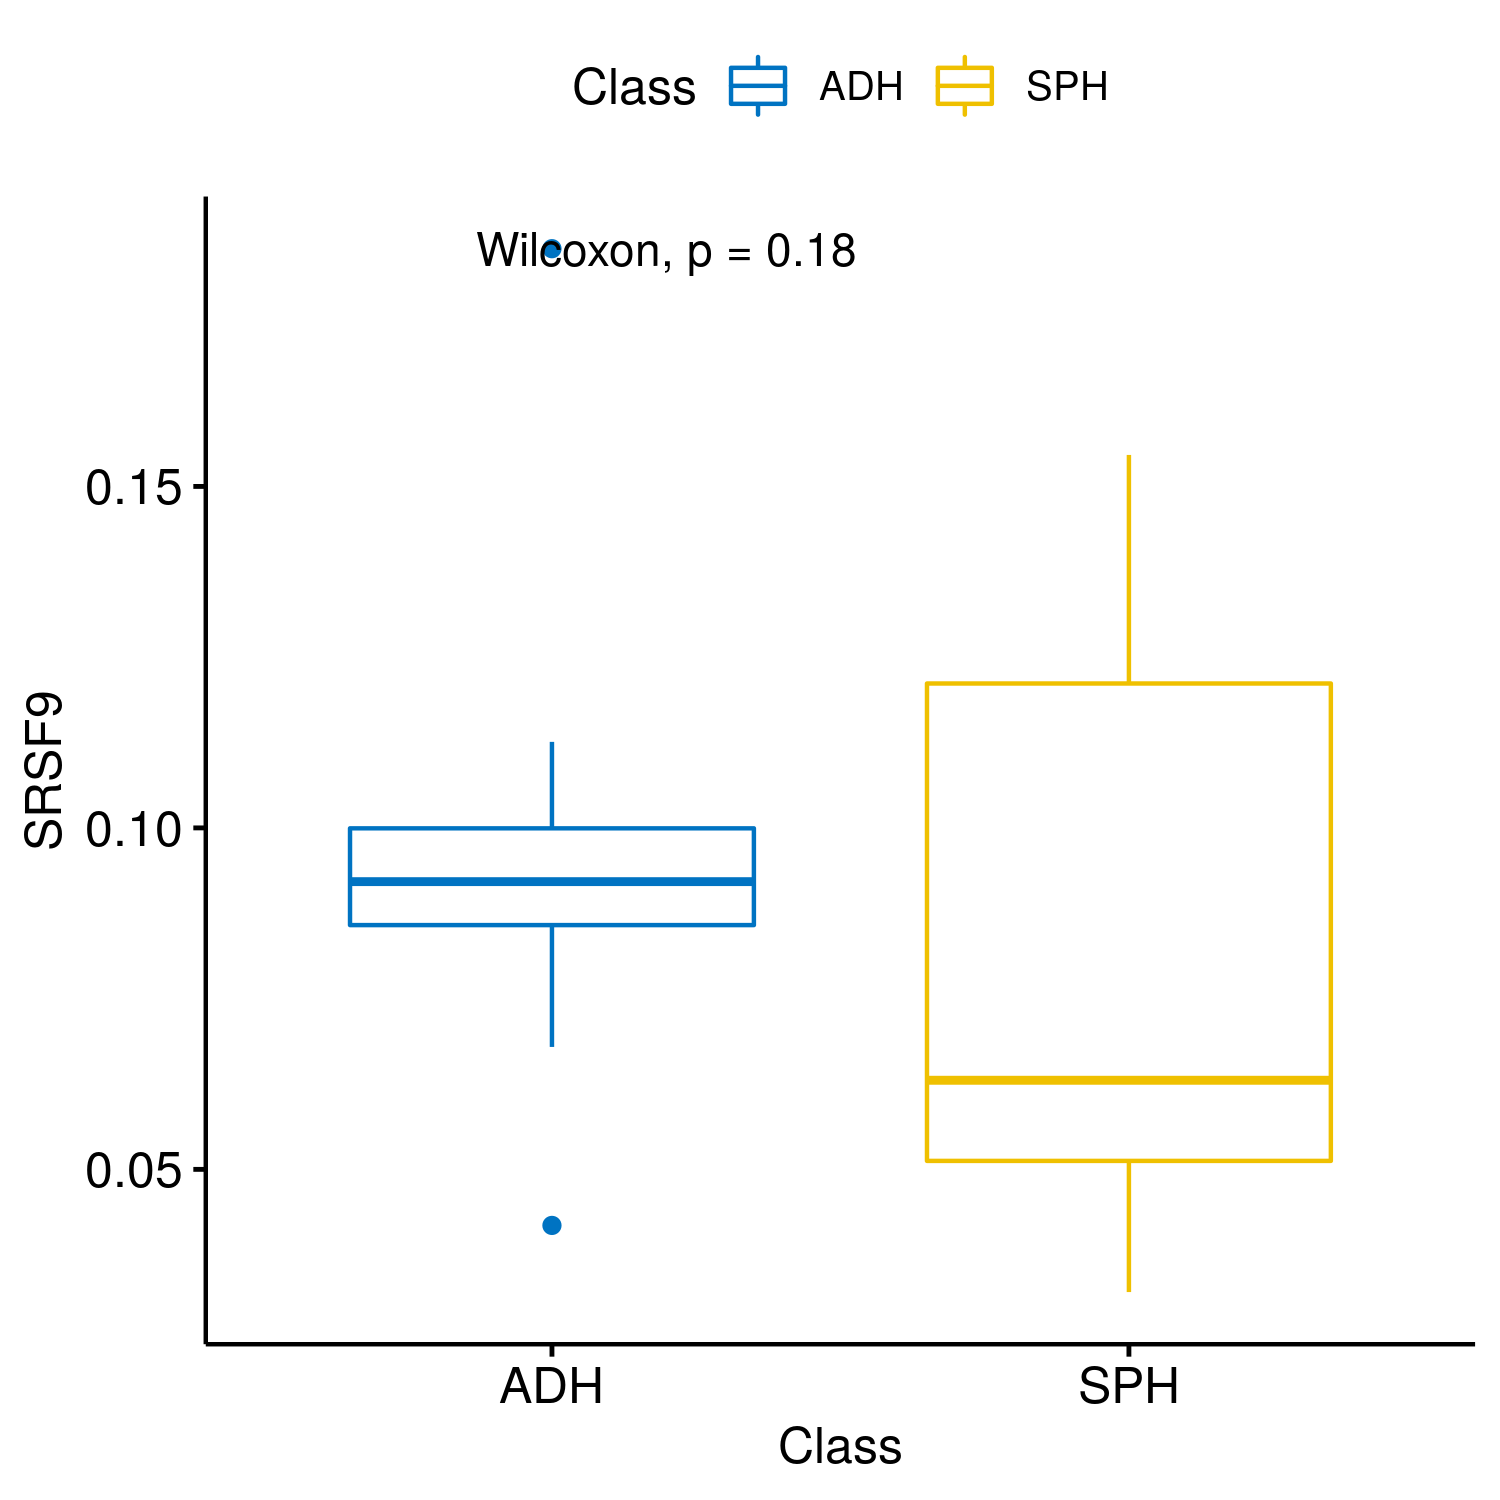 Class ADH SPH
Wilcoxon, p = 0.18
0.15
0.10
0.05
SRSF9
ADH SPH
Class